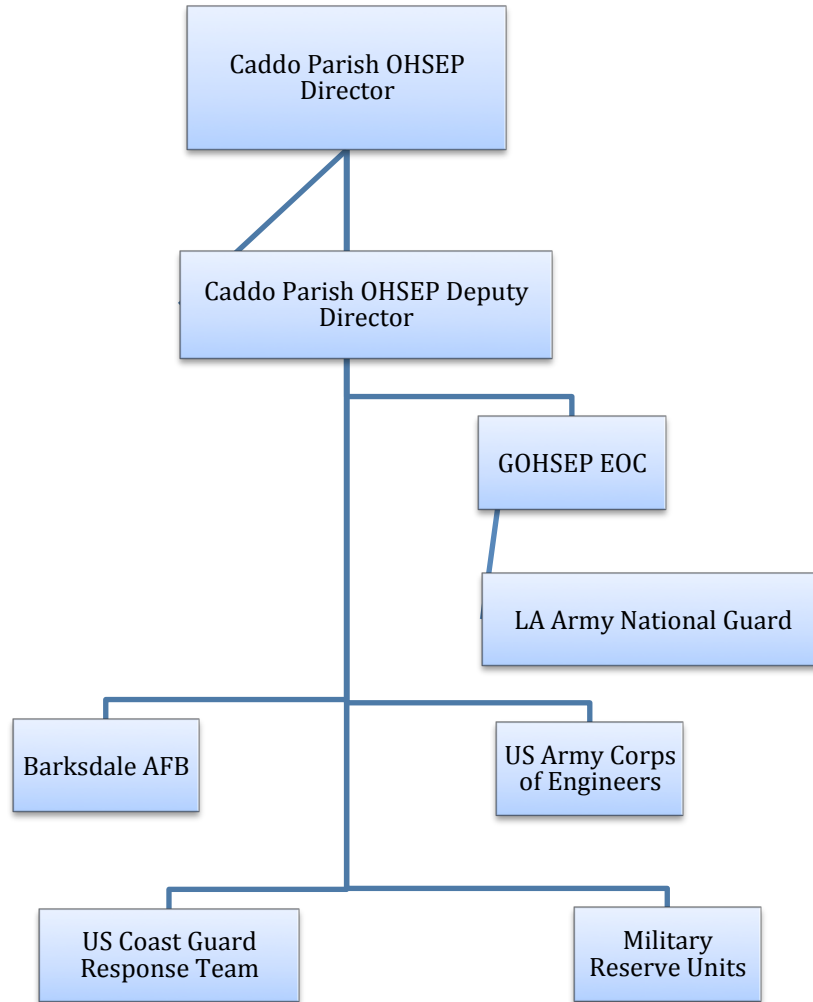 Caddo Parish OHSEP
Director
Caddo Parish OHSEP Deputy
Director
GOHSEP EOC
LA Army National Guard
Barksdale AFB
US Army Corps
of Engineers
US Coast Guard
Response Team
Military
Reserve Units